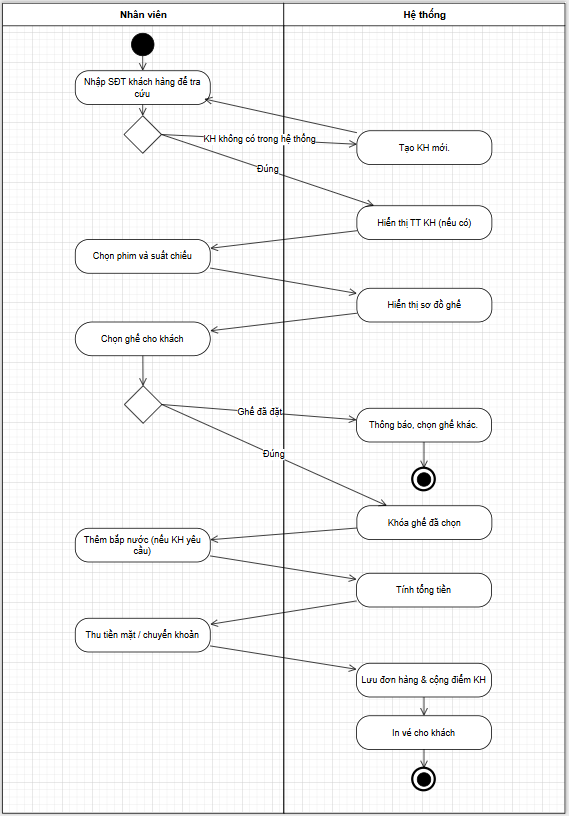 Nhân viên
Hệ thống
Nhập SĐT khách hàng để tra
cứu
KH không có trong hệ thống
Tạo KH mới.
Đúng
Hiển thị TT KH (nếu có)
Chọn phim và suất chiếu
Hiển thị sơ đồ ghế
Chọn ghế cho khách
Ghế đã đặt
Thông báo, chọn ghế khác.
Đúng
Khóa ghế đã chọn
Thêm bắp nước (nếu KH yêu
cầu)
Tính tổng tiền
Thu tiền mặt / chuyển khoản
Lưu đơn hàng & cộng điểm KH
In vé cho khách